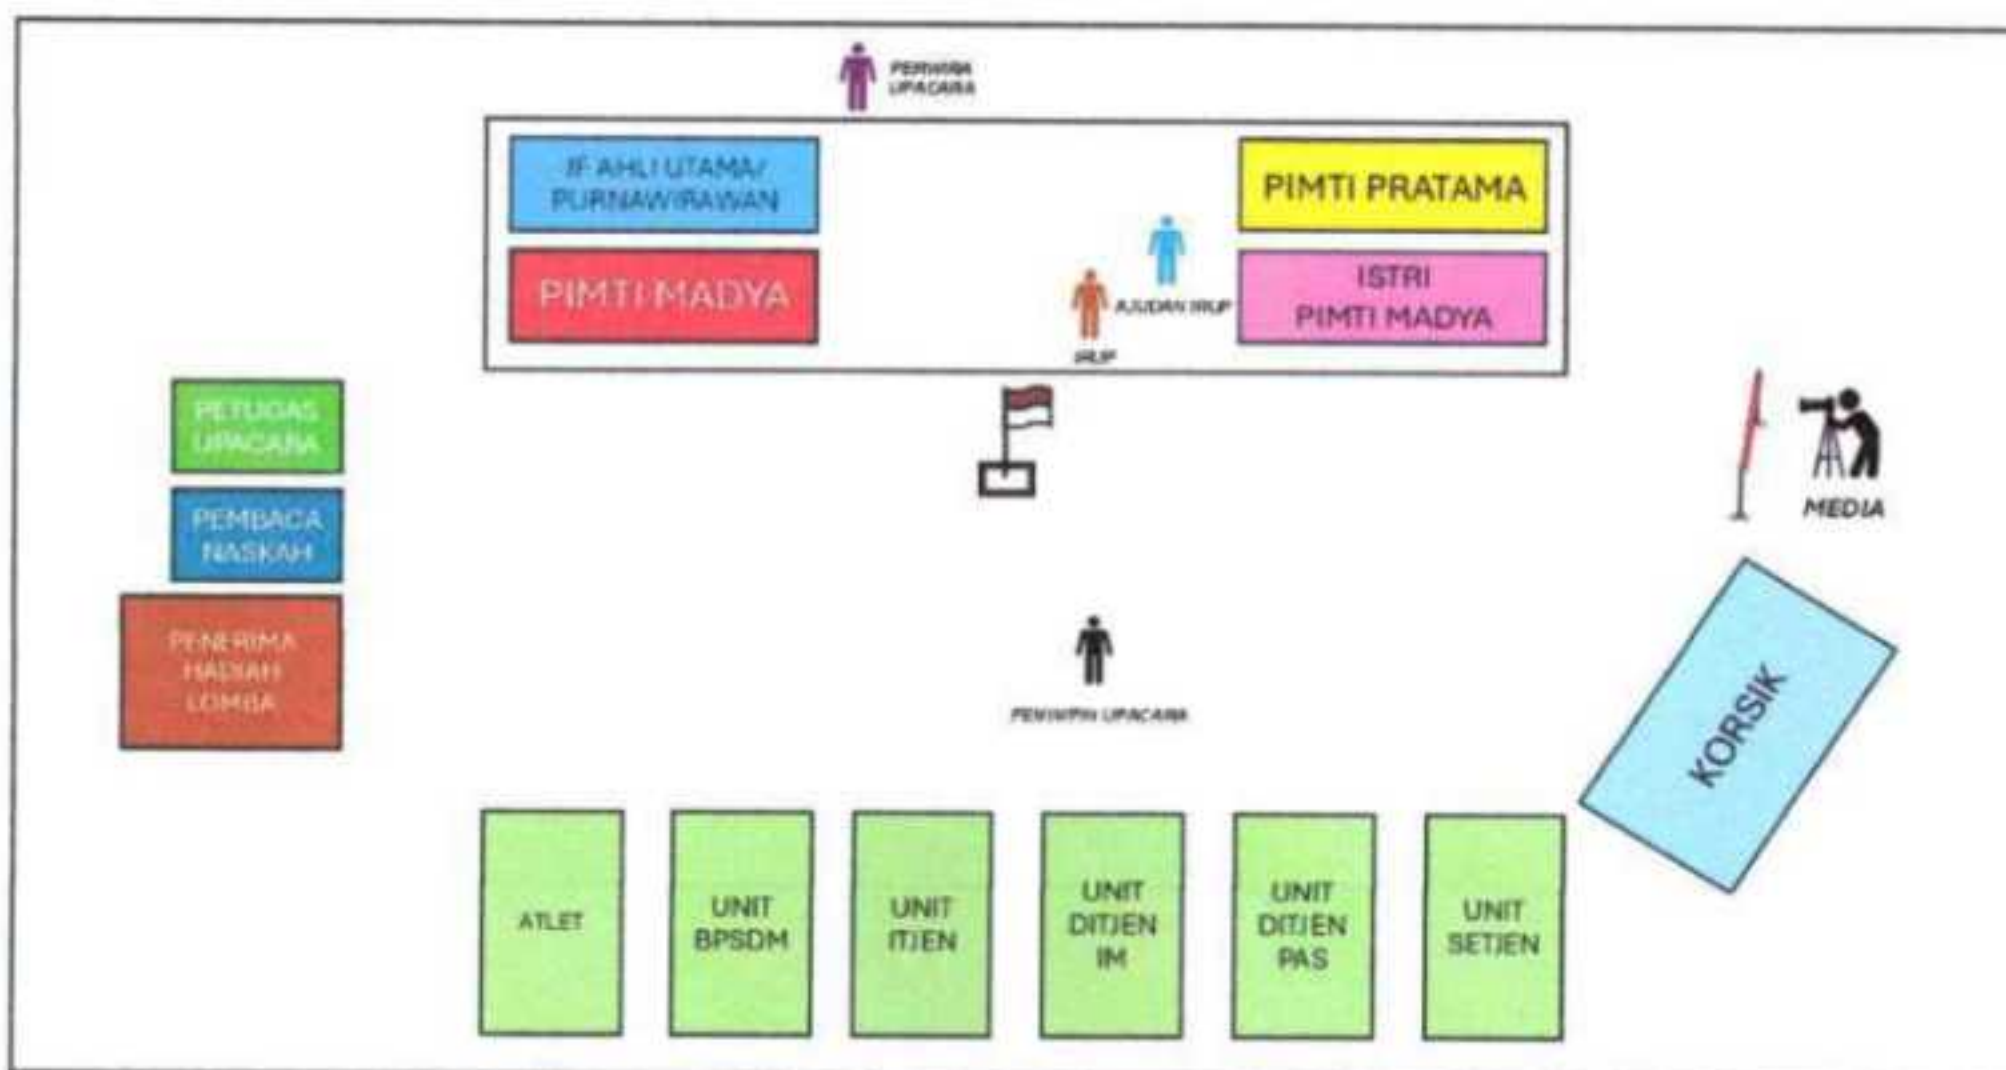 PERWIRA
UPACARA
JF AHLI UTAMA/
PURNAWIRAWAN
PIMTI PRATAMA
PIMTI MADYA
ISTRI
PIMTI MADYA
AJUDAN IRUP
IRUP
PETUGAS
UPACARA
PEMBACA
NASKAH
PENERIMA
HADIAH
LOMBA
MEDIA
PEMIMPIN UPACARA
KORSIK
ATLET
UNIT
BPSDM
UNIT
ITJEN
UNIT
DITJEN
IM
UNIT
DITJEN
PAS
UNIT
SETJEN